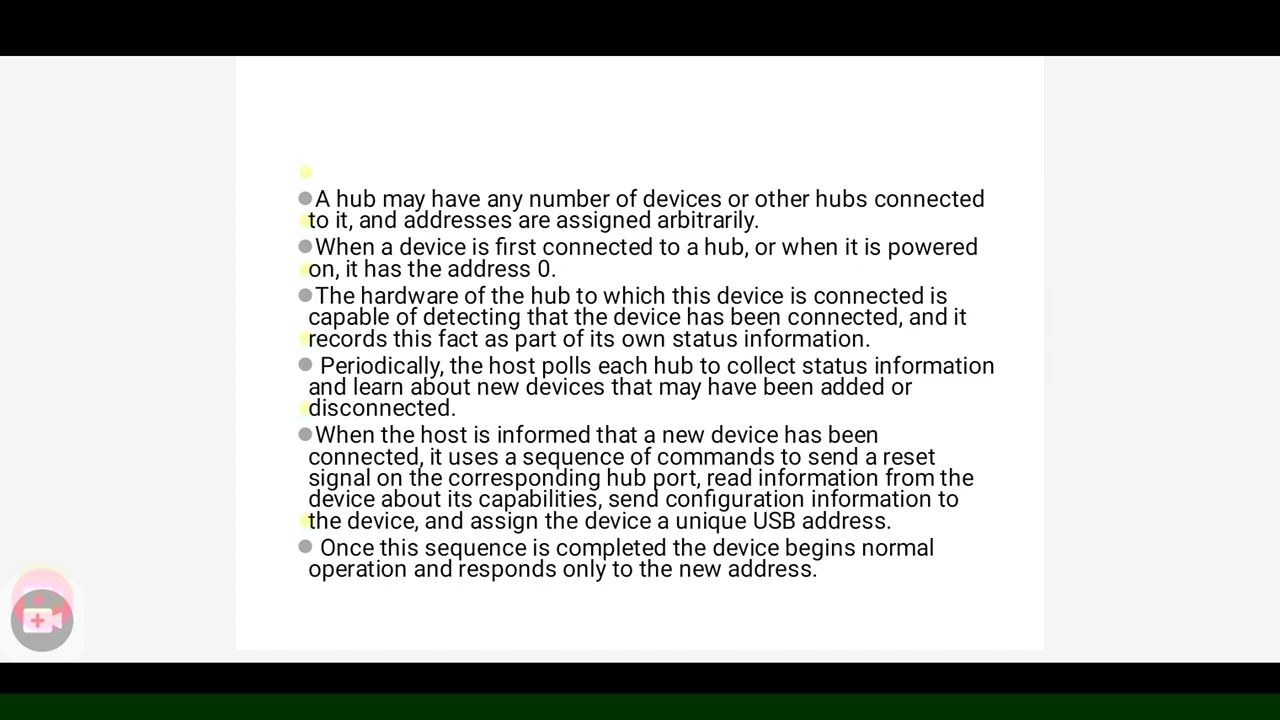 A hub may have any number of devices or other hubs connected
to it, and addresses are assigned arbitrarily.
When a device is first connected to a hub, or when it is powered
on, it has the address 0.
The hardware of the hub to which this device is connected is
capable of detecting that the device has been connected, and it
records this fact as part of its own status information.
Periodically, the host polls each hub to collect status information
and learn about new devices that may have been added or
disconnected.
When the host is informed that a new device has been
connected, it uses a sequence of commands to send a reset
signal on the corresponding hub port, read information from the
device about its capabilities, send configuration information to
the device, and assign the device a unique USB address.
Once this sequence is completed the device begins normal
operation and responds only to the new address.